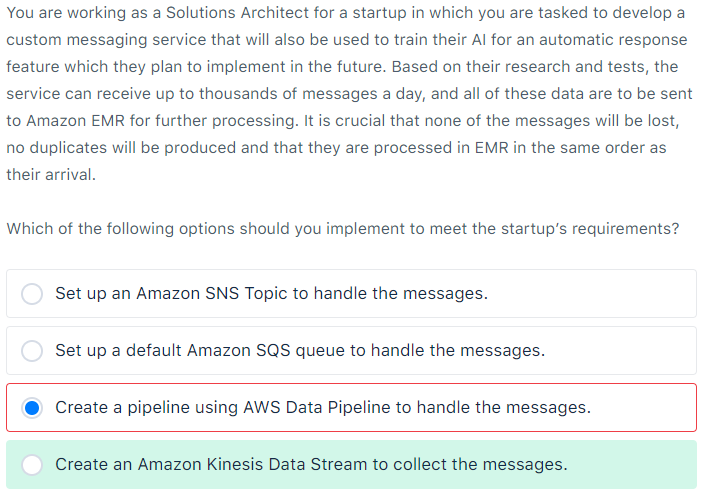 You are working as a Solutions Architect for a startup in which you are tasked to develop a
custom messaging service that will also be used to train their AI for an automatic response
feature which they plan to implement in the future. Based on their research and tests, the
service can receive up to thousands of messages a day, and all of these data are to be sent
to Amazon EMR for further processing. It is crucial that none of the messages will be lost,
no duplicates will be produced and that they are processed in EMR in the same order as
their arrival.
Which of the following options should you implement to meet the startup's requirements?
Set up an Amazon SNS Topic to handle the messages.
Set up a default Amazon SQS queue to handle the messages.
Create a pipeline using AWS Data Pipeline to handle the messages.
Create an Amazon Kinesis Data Stream to collect the messages.